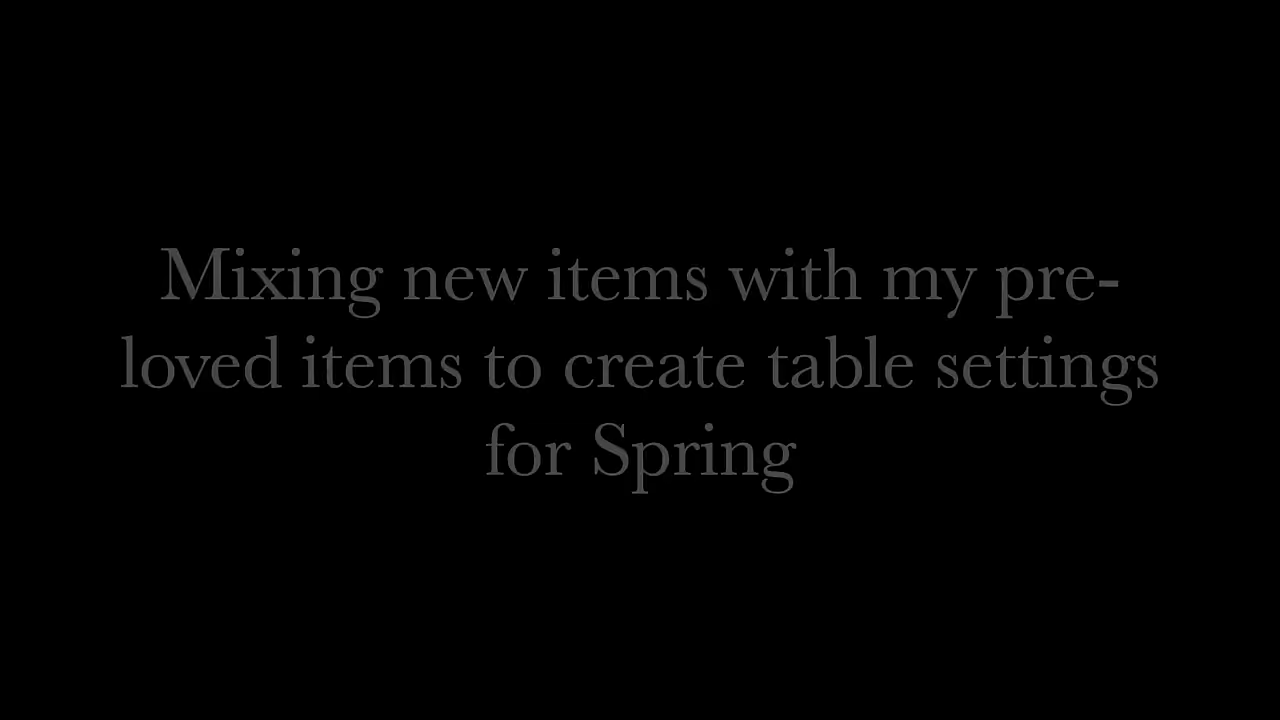 Mixing new items with my pre-
loved items to create table settings
for Spring